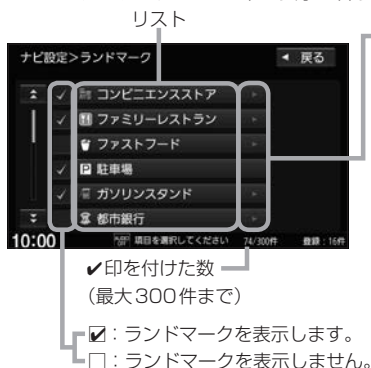 リスト
ナビ設定>ランドマーク
◀ 戻る
✓ コンビニエンスストア
✓ ファミリーレストラン
ファストフード
✓ P 駐車場
✓ ガソリンスタンド
都市銀行
10:00 項目を選択してください 74/300件 登録：16件
✔印を付けた数
（最大300件まで）
☑：ランドマークを表示します。
□：ランドマークを表示しません。